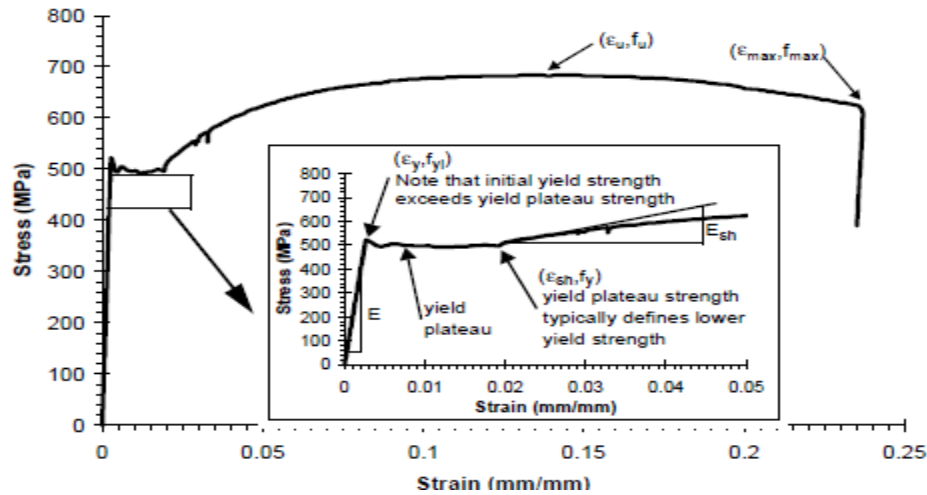 800
700
600
500
400
300
200
100
0
Stress (MPa)
(εu,fu)
(εmax,fmax)
(εy,fyi)
Note that initial yield strength
exceeds yield plateau strength
800
700
600
500
400
300
200
100
0
Stress (MPa)
E
Esh
yield
plateau
(εsh,fy)
yield plateau strength
typically defines lower
yield strength
0 0.01 0.02 0.03 0.04 0.05
Strain (mm/mm)
0 0.05 0.1 0.15 0.2 0.25
Strain (mm/mm)